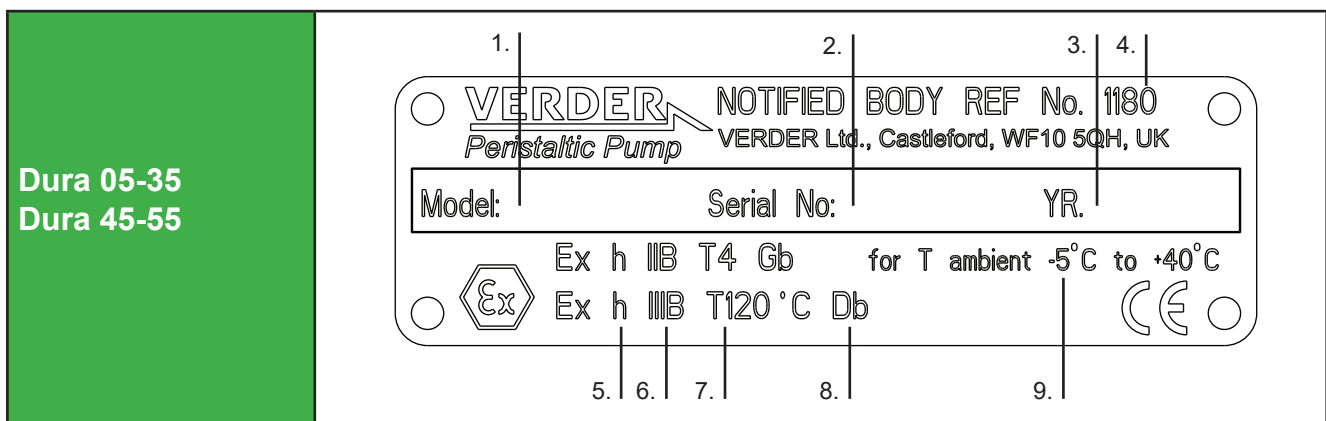 Dura 05-35
Dura 45-55
1. 2. 3. 4.
VERDER NOTIFIED BODY REF No. 1180
Peristaltic Pump VERDER Ltd., Castleford, WF10 5QH, UK
Model: Serial No: YR.
Ex h IIB T4 Gb for T ambient -5°C to +40°C
Ex Ex h IIIB T120°C Db CE
5. 6. 7. 8. 9.